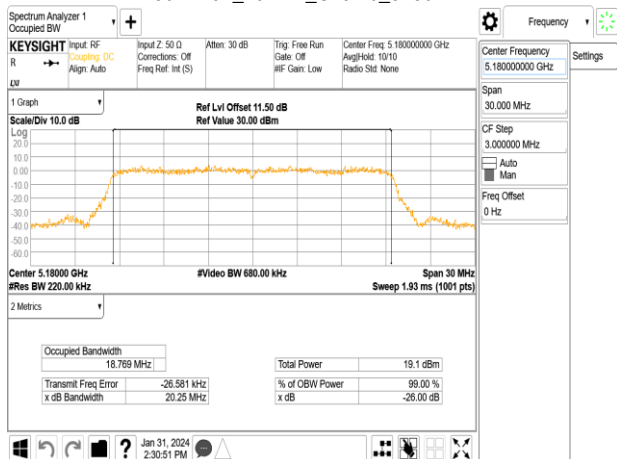 Spectrum Analyzer 1
Occupied BW
Frequency
KEYSIGHT
R
LXI
Input: RF
Coupling: DC
Align: Auto
Input Z: 50 Ω
Corrections: Off
Freq Ref: Int (S)
Atten: 30 dB
Trig: Free Run
Gate: Off
#IF Gain: Low
Center Freq: 5.180000000 GHz
Avg|Hold: 10/10
Radio Std: None
Center Frequency
5.18000000 GHz
Settings
Span
30.000 MHz
CF Step
3.000000 MHz
Auto
Man
Freq Offset
0 Hz
1 Graph
Ref Lvl Offset 11.50 dB
Scale/Div 10.0 dB
Ref Value 30.00 dBm
Log
20.0
10.0
0.00
-10.0
-20.0
-30.0
-40.0
-50.0
-60.0
Center 5.18000 GHz
#Video BW 680.00 kHz
Span 30 MHz
#Res BW 220.00 kHz
Sweep 1.93 ms (1001 pts)
2 Metrics
Occupied Bandwidth
18.769 MHz
Total Power
19.1 dBm
Transmit Freq Error
-26.581 kHz
% of OBW Power
99.00 %
x dB Bandwidth
20.25 MHz
x dB
-26.00 dB
?
Jan 31, 2024
2:30:51 PM